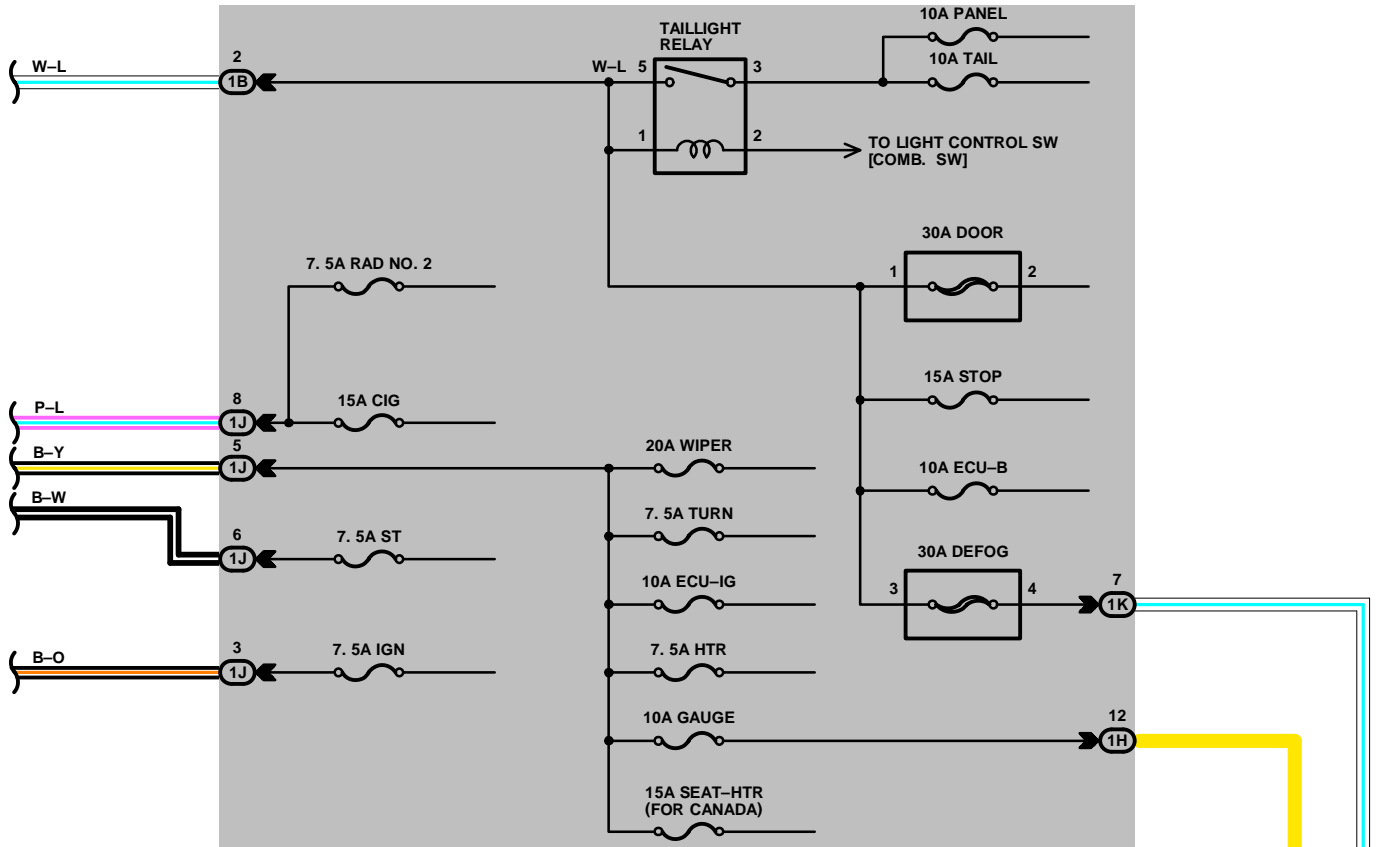 10A PANEL
TAILLIGHT
RELAY
2
W–L
W–L 5
3
10A TAIL
1B
1
2
TO LIGHT CONTROL SW
[COMB. SW]
30A DOOR
7. 5A RAD NO. 2
1
2
15A STOP
P–L
8
15A CIG
1J
B–Y
5
20A WIPER
1J
10A ECU–B
B–W
7. 5A TURN
6
7. 5A ST
1J
30A DEFOG
10A ECU–IG
3
4
7
1K
B–O
3
7. 5A IGN
7. 5A HTR
1J
10A GAUGE
12
1H
15A SEAT–HTR
(FOR CANADA)